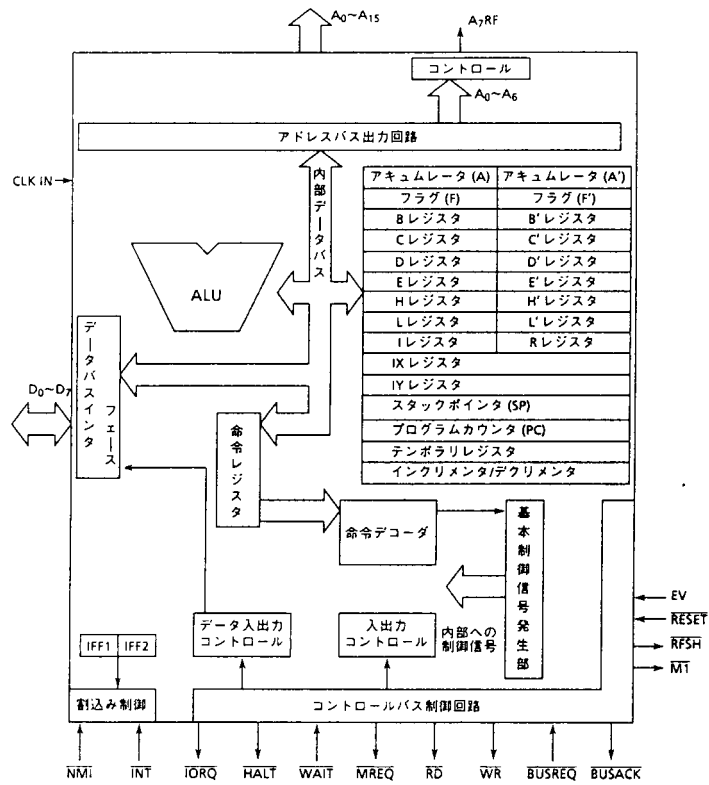 A₀~A₁₅
A₇RF
コントロール
A₀~A₆
アドレスバス出力回路
CLK IN
内部データバス
アキュムレータ (A)
アキュムレータ (A')
フラグ (F)
フラグ (F')
Bレジスタ
B'レジスタ
Cレジスタ
C'レジスタ
Dレジスタ
D'レジスタ
Eレジスタ
E'レジスタ
Hレジスタ
H'レジスタ
Lレジスタ
L'レジスタ
Iレジスタ
Rレジスタ
IXレジスタ
IYレジスタ
スタックポインタ (SP)
プログラムカウンタ (PC)
テンポラリレジスタ
インクリメンタ/デクリメンタ
ALU
データバスインタ
フェース
D₀~D₇
命令レジスタ
命令デコーダ
基本制御信号発生部
データ入出力
コントロール
入出力
コントロール
内部への
制御信号
EV
R̅E̅S̅E̅T̅
R̅F̅S̅H̅
M̅1̅
IFF1
IFF2
割込み制御
コントロールバス制御回路
N̅M̅I̅
I̅N̅T̅
I̅O̅R̅Q̅
H̅A̅L̅T̅
W̅A̅I̅T̅
M̅R̅E̅Q̅
R̅D̅
W̅R̅
B̅U̅S̅R̅E̅Q̅
B̅U̅S̅A̅C̅K̅